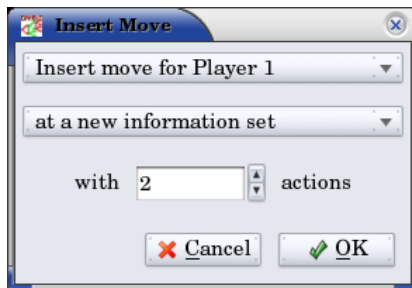 Insert Move
Insert move for Player 1
at a new information set
with 2 actions
Cancel OK